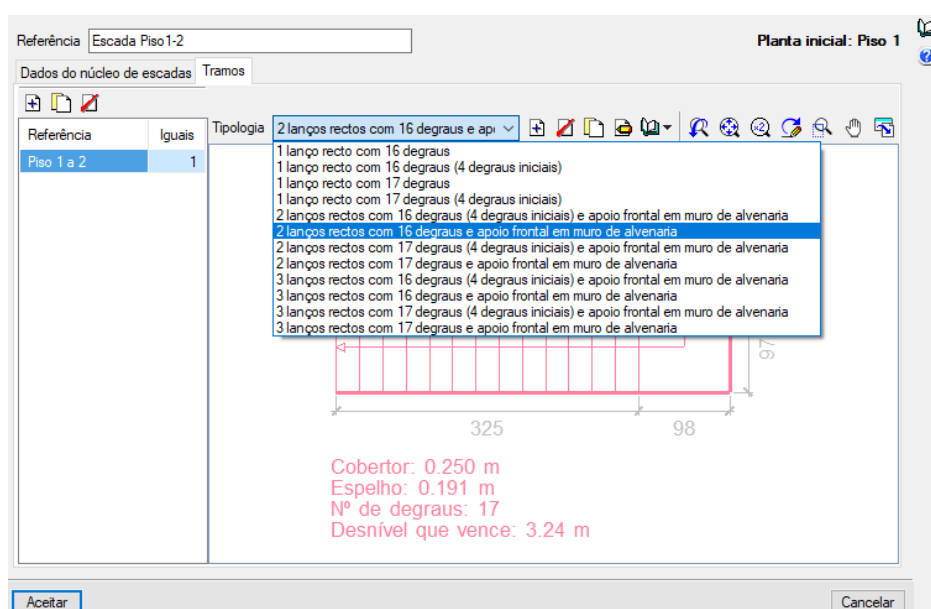 Referência Escada Piso1-2 Planta inicial: Piso 1
Dados do núcleo de escadas Tramos
Referência Iguais
Piso 1 a 2 1
Tipologia 2 lanços rectos com 16 degraus e ap
1 lanço recto com 16 degraus
1 lanço recto com 16 degraus (4 degraus iniciais)
1 lanço recto com 17 degraus
1 lanço recto com 17 degraus (4 degraus iniciais)
2 lanços rectos com 16 degraus (4 degraus iniciais) e apoio frontal em muro de alvenaria
2 lanços rectos com 16 degraus e apoio frontal em muro de alvenaria
2 lanços rectos com 17 degraus (4 degraus iniciais) e apoio frontal em muro de alvenaria
2 lanços rectos com 17 degraus e apoio frontal em muro de alvenaria
3 lanços rectos com 16 degraus (4 degraus iniciais) e apoio frontal em muro de alvenaria
3 lanços rectos com 16 degraus e apoio frontal em muro de alvenaria
3 lanços rectos com 17 degraus (4 degraus iniciais) e apoio frontal em muro de alvenaria
3 lanços rectos com 17 degraus e apoio frontal em muro de alvenaria
97
325 98
Cobertor: 0.250 m
Espelho: 0.191 m
Nº de degraus: 17
Desnível que vence: 3.24 m
Aceitar Cancelar